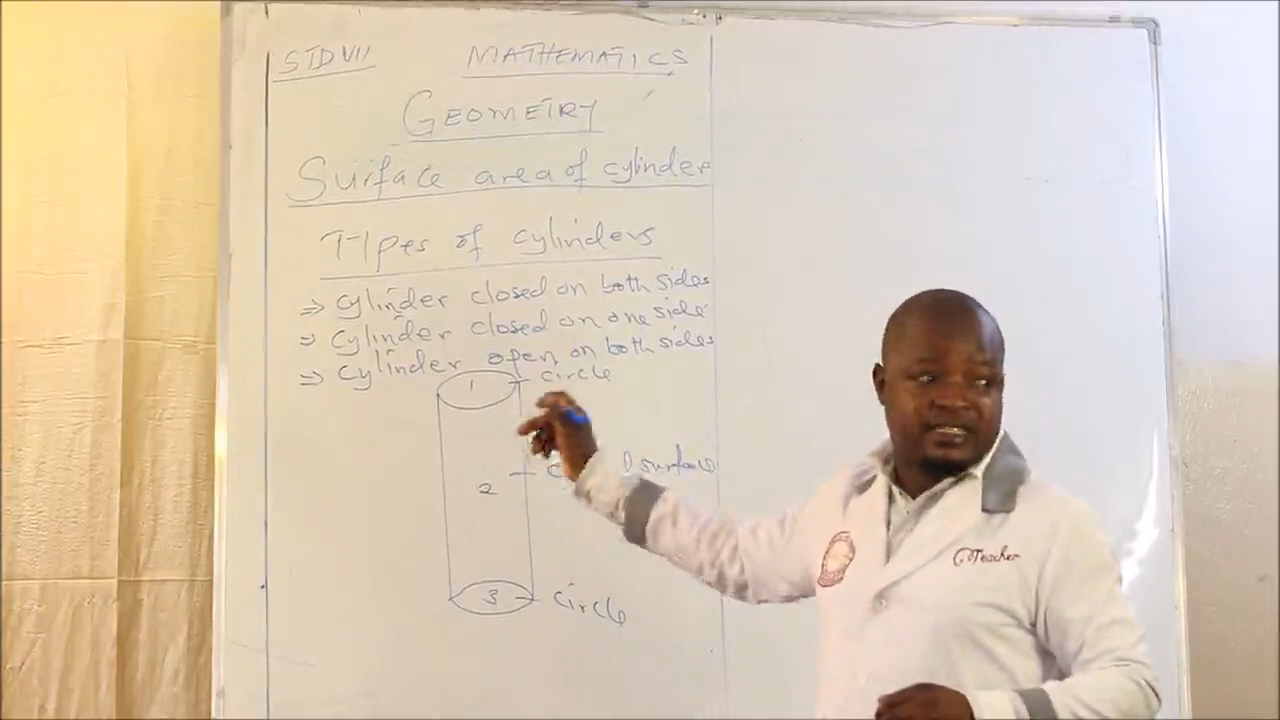 STD VII
MATHEMATICS
GEOMETRY
Surface area of cylinder
Types of cylinders
⇒ cylinder closed on both sides
⇒ cylinder closed on one side
⇒ cylinder open on both sides
1 circle
2 surface
3 circle
Teacher